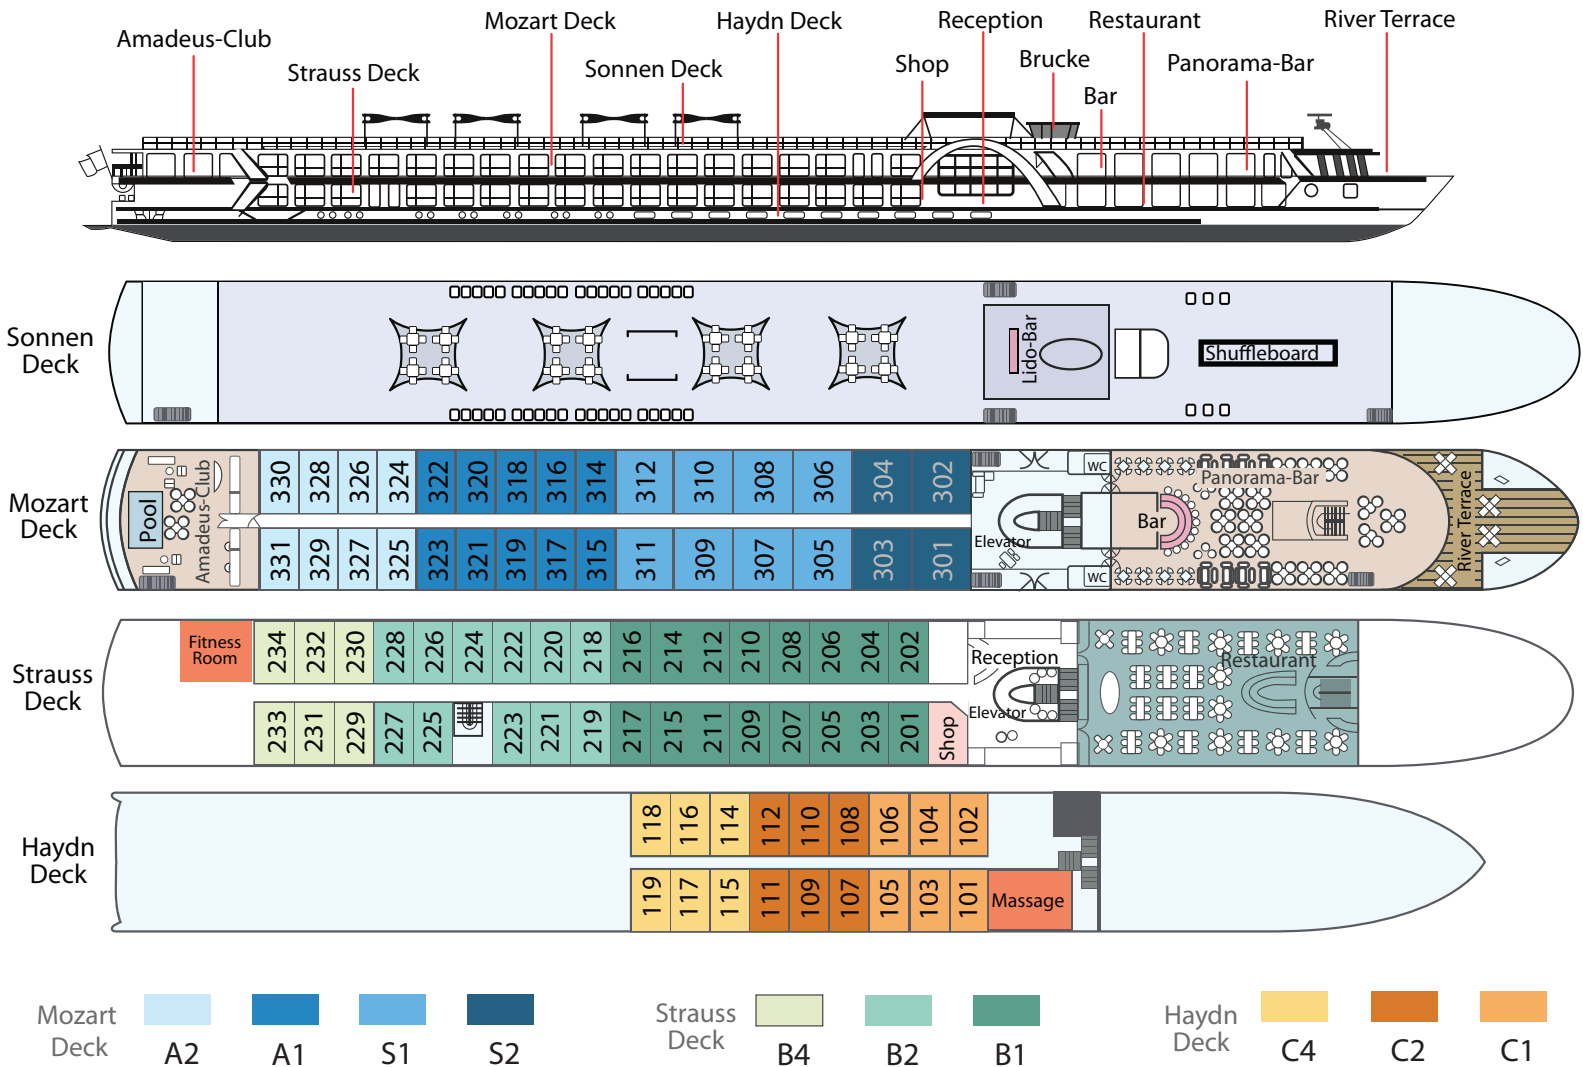 Mozart Deck
Haydn Deck
Reception
Restaurant
River Terrace
Amadeus-Club
Strauss Deck
Sonnen Deck
Shop
Brucke
Panorama-Bar
Bar
Sonnen
Deck
Lido-Bar
Shuffleboard
Mozart
Deck
Pool
Amadeus-Club
330 328 326 324 322 320 318 316 314 312 310 308 306 304 302
331 329 327 325 323 321 319 317 315 311 309 307 305 303 301
Elevator
WC
WC
Bar
Panorama-Bar
River Terrace
Strauss
Deck
Fitness
Room
234 232 230 228 226 224 222 220 218 216 214 212 210 208 206 204 202
233 231 229 227 225 223 221 219 217 215 211 209 207 205 203 201
Shop
Reception
Elevator
Restaurant
Haydn
Deck
118 116 114 112 110 108 106 104 102
119 117 115 111 109 107 105 103 101
Massage
Mozart
Deck
A2 A1 S1 S2
Strauss
Deck
B4 B2 B1
Haydn
Deck
C4 C2 C1